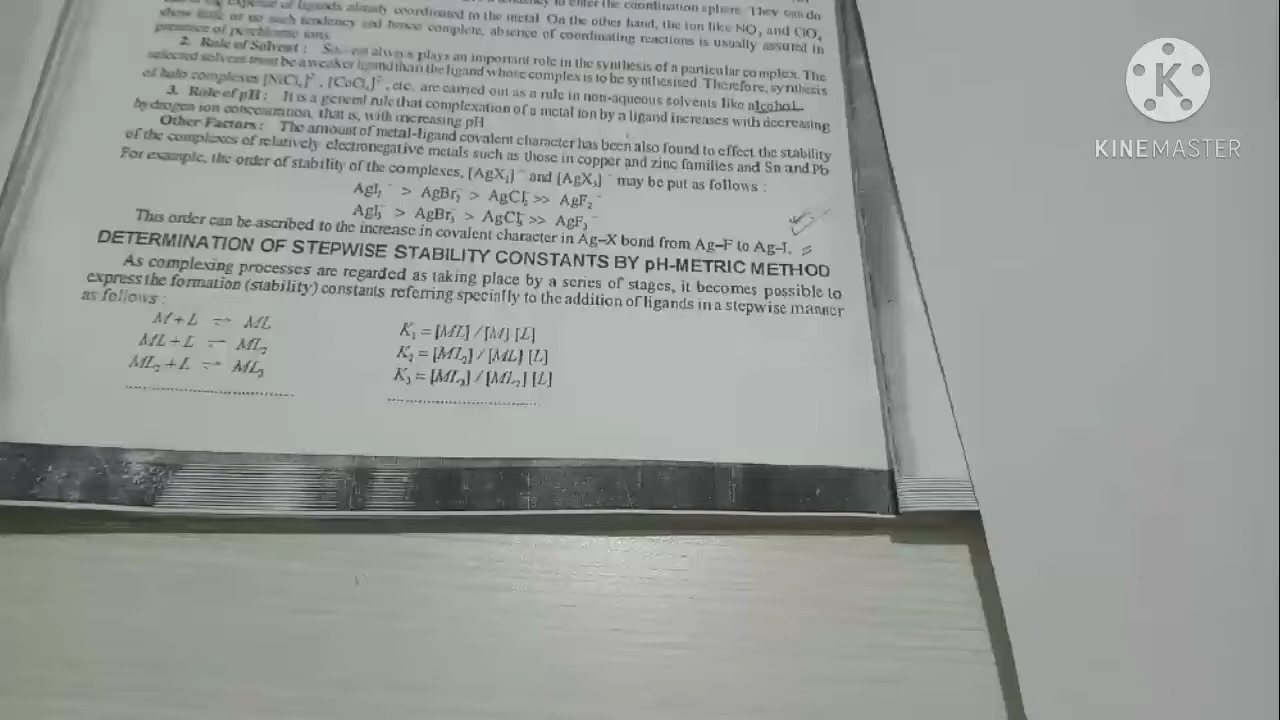 to enter the coordination sphere. They can do
expense of ligands already coordinated to the metal. On the other hand, the ion like NO₃ and ClO₄
show little or no such tendency and hence complete, absence of coordinating reactions is usually assured in
presence of perchlorate ions.
2. Role of Solvent : always plays an important role in the synthesis of a particular complex. The
selected solvent must be a weaker ligand than the ligand whose complex is to be synthesised. Therefore, synthesis
of halo complexes [NiCl₄]²⁻, [CoCl₄]²⁻, etc. are carried out as a rule in non-aqueous solvents like alcohol.
3. Role of pH : It is a general rule that complexation of a metal ion by a ligand increases with decreasing
hydrogen ion concentration, that is, with increasing pH
Other Factors : The amount of metal-ligand covalent character has been also found to effect the stability
of the complexes of relatively electronegative metals such as those in copper and zinc families and Sn and Pb
For example, the order of stability of the complexes, [AgX₂]⁻ and [AgX₃]⁻ may be put as follows :
AgI₂⁻ > AgBr₂⁻ > AgCl₂⁻ >> AgF₂⁻
AgI₃⁻ > AgBr₃⁻ > AgCl₃⁻ >> AgF₃⁻
This order can be ascribed to the increase in covalent character in Ag–X bond from Ag–F to Ag–I.
DETERMINATION OF STEPWISE STABILITY CONSTANTS BY pH-METRIC METHOD
As complexing processes are regarded as taking place by a series of stages, it becomes possible to
express the formation (stability) constants referring specially to the addition of ligands in a stepwise manner
as follows :
M + L ⇌ ML K₁ = [ML] / [M] [L]
ML + L ⇌ ML₂ K₂ = [ML₂] / [ML] [L]
ML₂ + L ⇌ ML₃ K₃ = [ML₃] / [ML₂] [L]
K
KINEMASTER